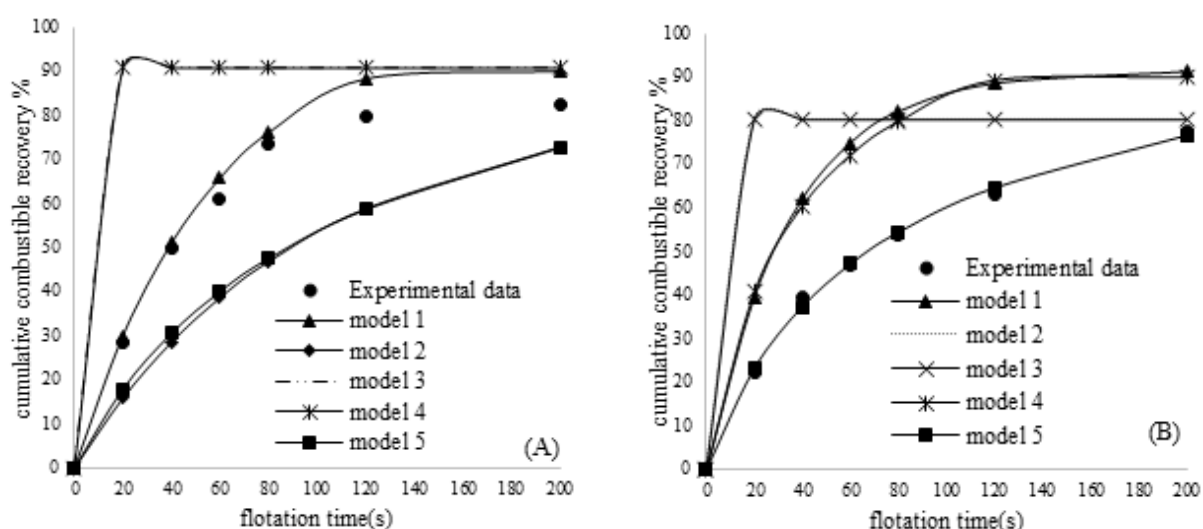 cumulative combustible recovery %
100
90
80
70
60
50
40
30
20
10
0
0 20 40 60 80 100 120 140 160 180 200
flotation time(s)
Experimental data
model 1
model 2
model 3
model 4
model 5
(A)
cumulative combustible recovery %
100
90
80
70
60
50
40
30
20
10
0
0 20 40 60 80 100 120 140 160 180 200
flotation time(s)
Experimental data
model 1
model 2
model 3
model 4
model 5
(B)